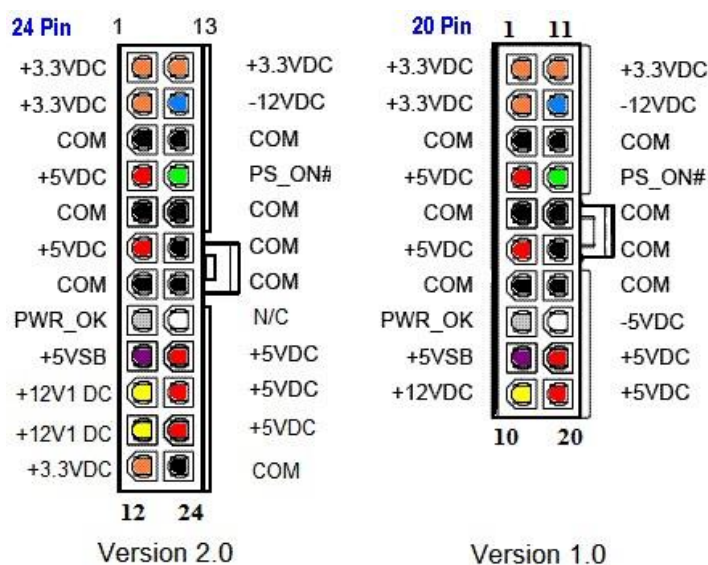 24 Pin 1 13
+3.3VDC +3.3VDC
+3.3VDC -12VDC
COM COM
+5VDC PS_ON#
COM COM
+5VDC COM
COM COM
PWR_OK N/C
+5VSB +5VDC
+12V1 DC +5VDC
+12V1 DC +5VDC
+3.3VDC COM
12 24
Version 2.0
20 Pin 1 11
+3.3VDC +3.3VDC
+3.3VDC -12VDC
COM COM
+5VDC PS_ON#
COM COM
+5VDC COM
COM COM
PWR_OK -5VDC
+5VSB +5VDC
+12VDC +5VDC
10 20
Version 1.0